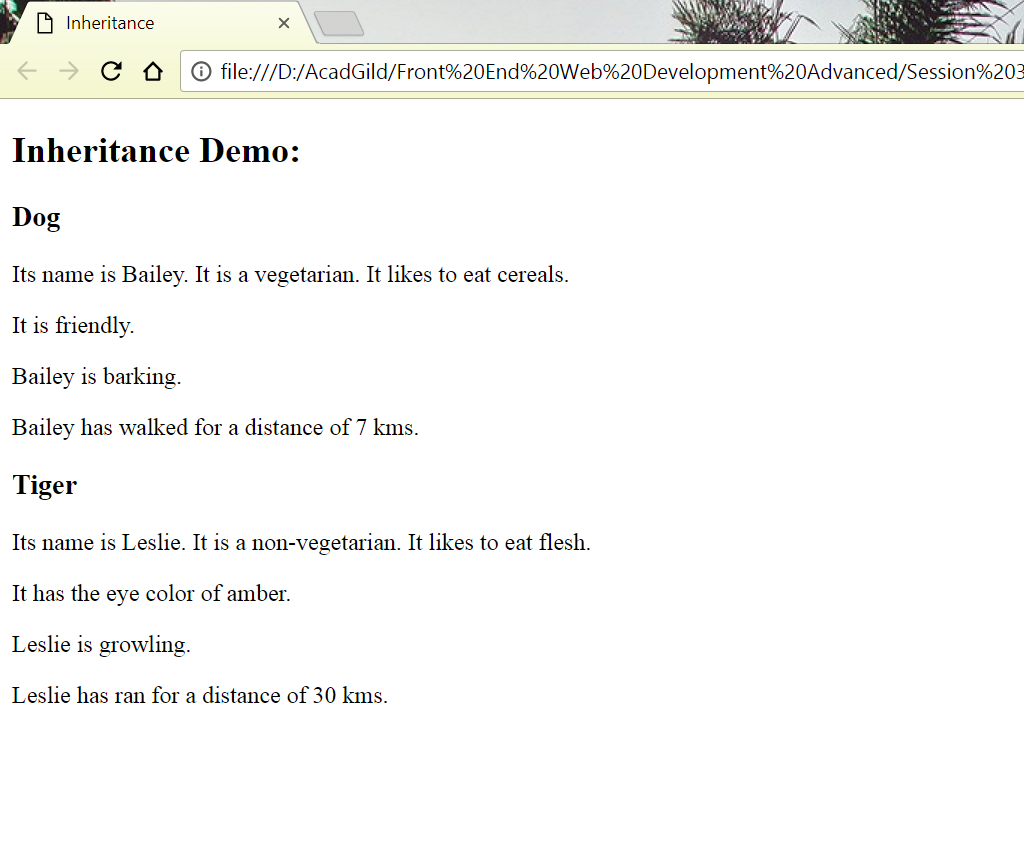 Inheritance
file:///D:/AcadGild/Front%20End%20Web%20Development%20Advanced/Session%203
Inheritance Demo:
Dog
Its name is Bailey. It is a vegetarian. It likes to eat cereals.
It is friendly.
Bailey is barking.
Bailey has walked for a distance of 7 kms.
Tiger
Its name is Leslie. It is a non-vegetarian. It likes to eat flesh.
It has the eye color of amber.
Leslie is growling.
Leslie has ran for a distance of 30 kms.